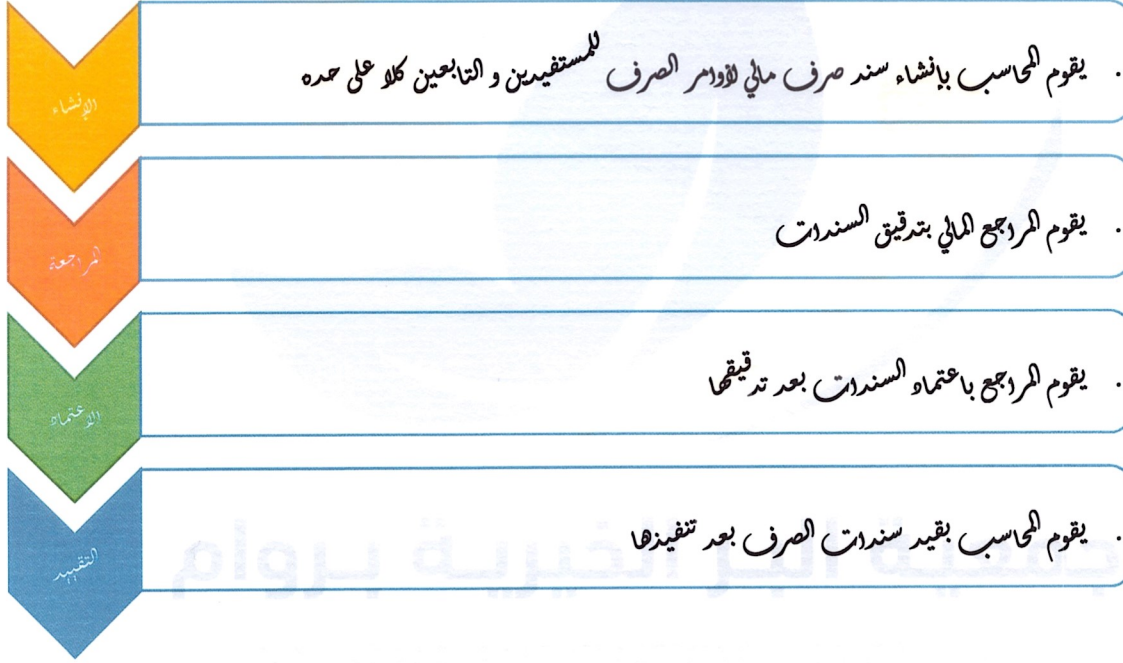 الإنشاء
. يقوم المحاسب بإنشاء سند صرف مالي لأوامر الصرف للمستفيدين و التابعين كلا على حده
المراجعة
. يقوم المراجع المالي بتدقيق السندات
الاعتماد
. يقوم المراجع باعتماد السندات بعد تدقيقها
التقييد
. يقوم المحاسب بقيد سندات الصرف بعد تنفيذها
جمعية البر الخيرية بروام